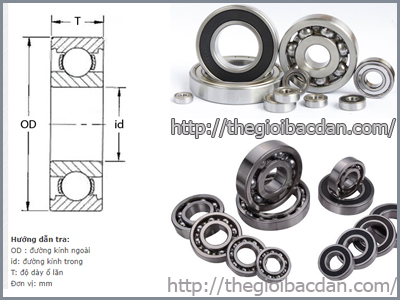 T
OD
id
Hướng dẫn tra:
OD : đường kính ngoài
id: đường kính trong
T: độ dày ổ lăn
Đơn vị: mm
http://thegioibacdan.com/
http://thegioibacdan.com/